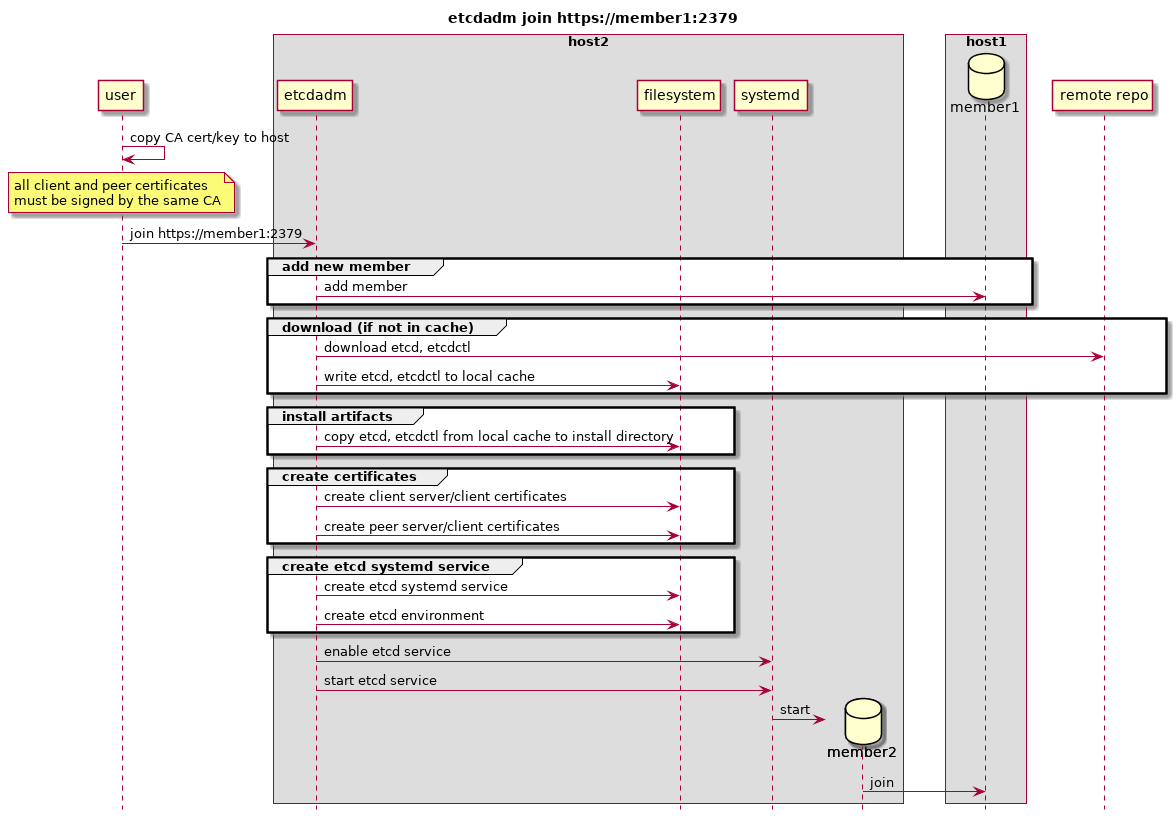 etcdadm join https://member1:2379
host2
host1
user
etcdadm
filesystem
systemd
member1
remote repo
copy CA cert/key to host
all client and peer certificates
must be signed by the same CA
join https://member1:2379
add new member
add member
download (if not in cache)
download etcd, etcdctl
write etcd, etcdctl to local cache
install artifacts
copy etcd, etcdctl from local cache to install directory
create certificates
create client server/client certificates
create peer server/client certificates
create etcd systemd service
create etcd systemd service
create etcd environment
enable etcd service
start etcd service
start
member2
join